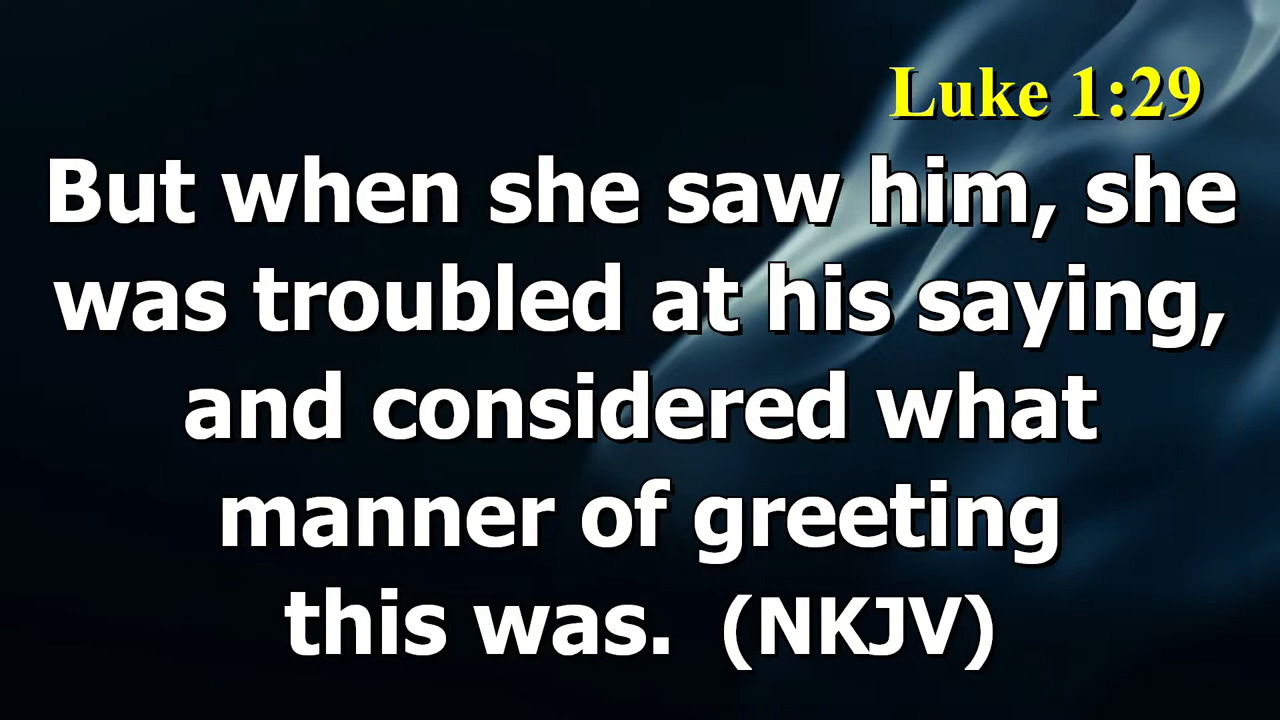 Luke 1:29
But when she saw him, she
was troubled at his saying,
and considered what
manner of greeting
this was.  (NKJV)